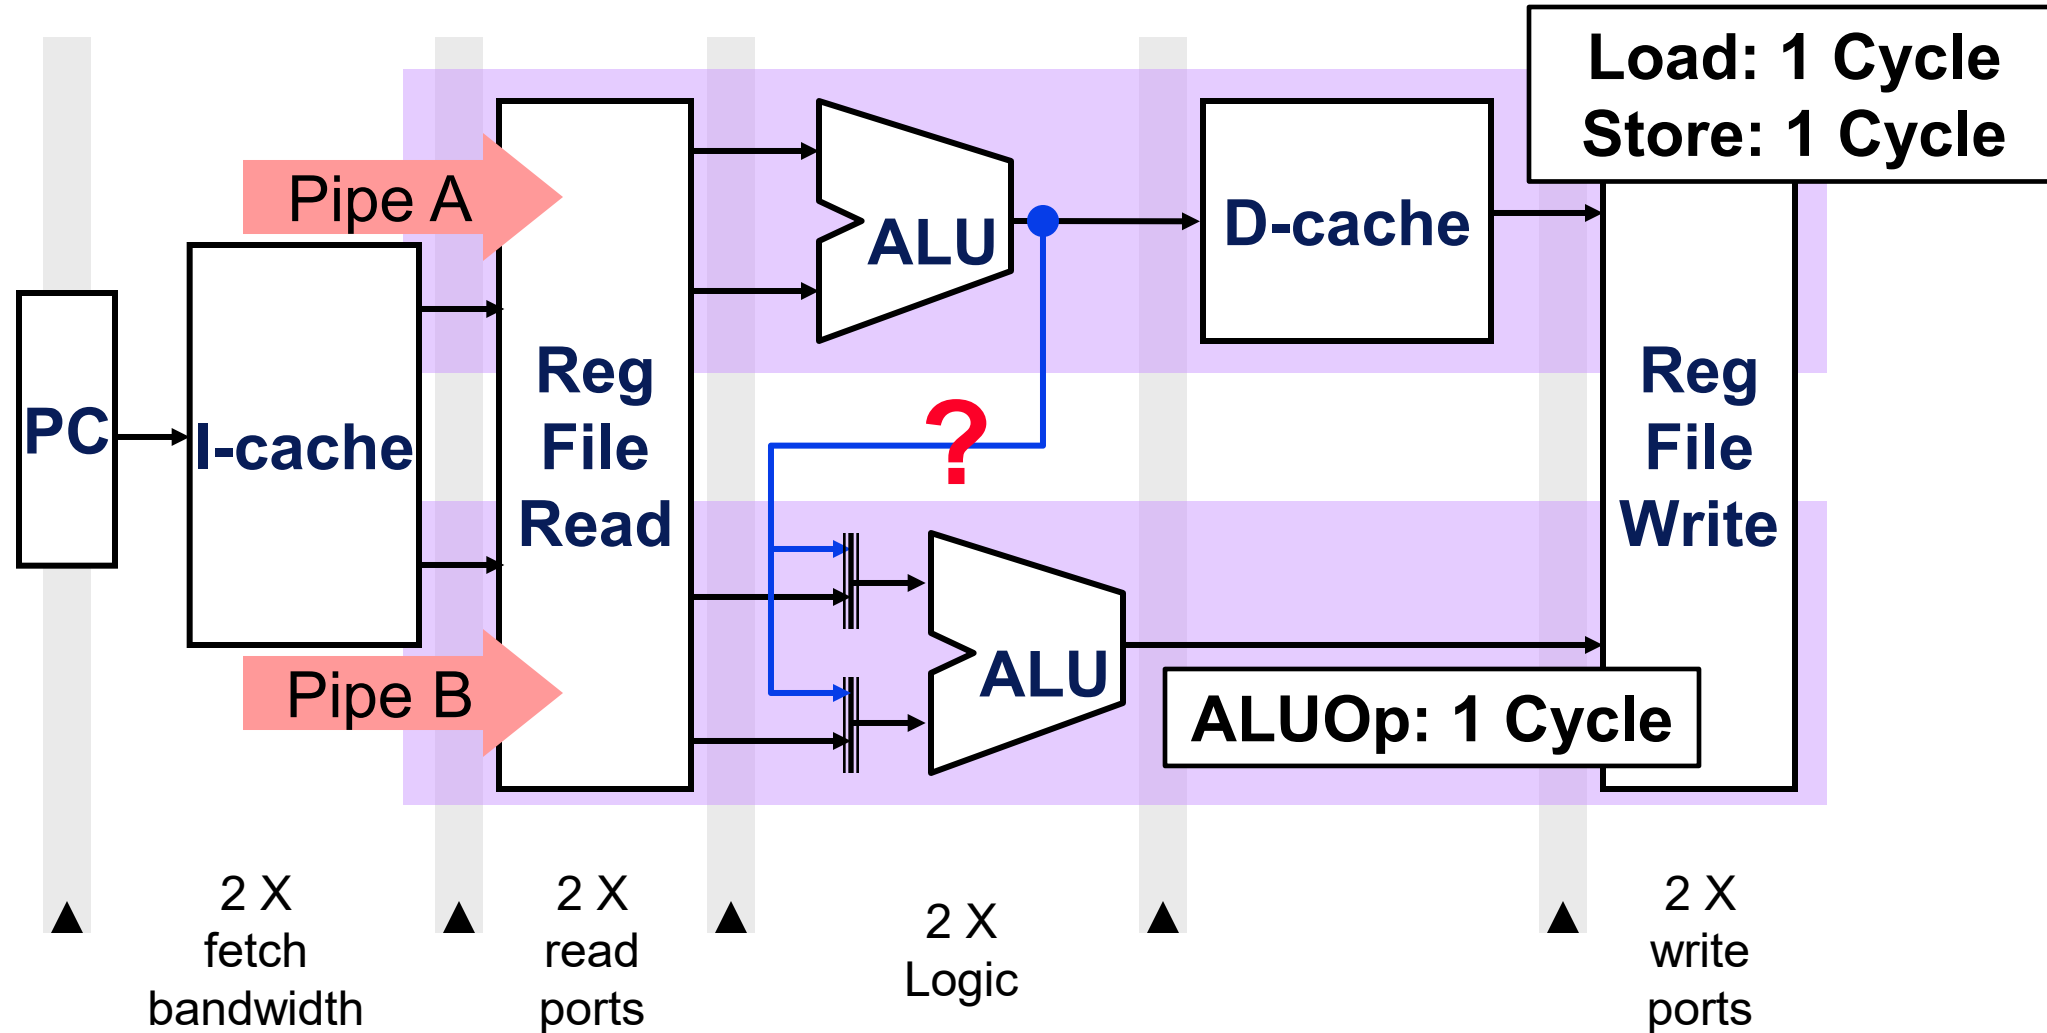 Load: 1 Cycle
Store: 1 Cycle
Pipe A
ALU
D-cache
PC
I-cache
Reg
File
Read
?
Reg
File
Write
Pipe B
ALU
ALUOp: 1 Cycle
2 X
fetch
bandwidth
2 X
read
ports
2 X
Logic
2 X
write
ports